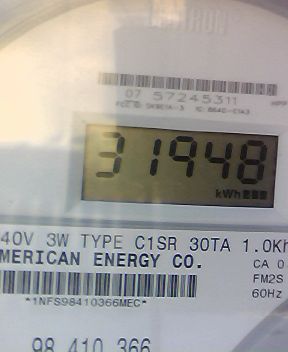 07 57245311
31948
kWh
40V 3W TYPE C1SR 30TA 1.0Kh
MERICAN ENERGY CO.
CA 0
FM2S
*1NFS98410366MEC*
60Hz
98 410 366